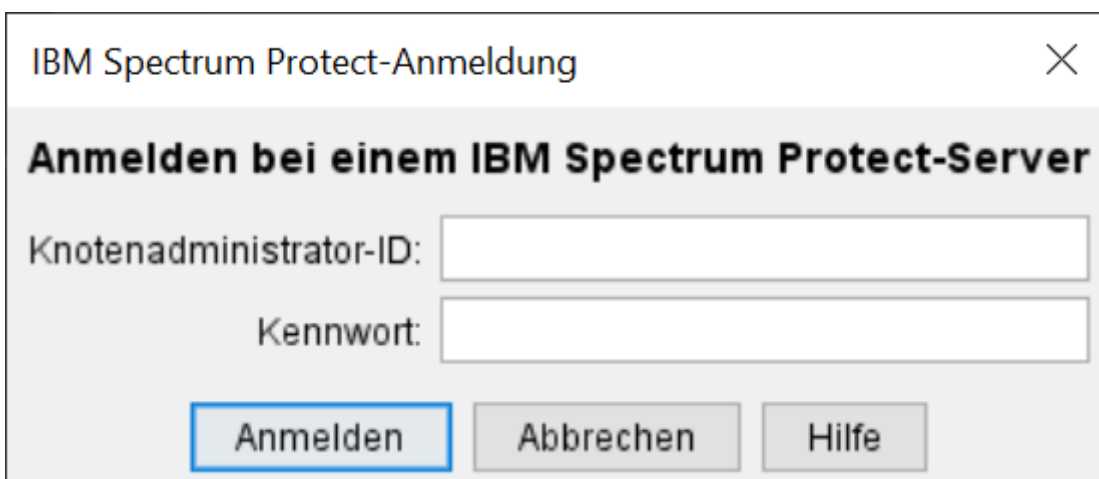 IBM Spectrum Protect-Anmeldung
Anmelden bei einem IBM Spectrum Protect-Server
Knotenadministrator-ID:
Kennwort:
Anmelden Abbrechen Hilfe